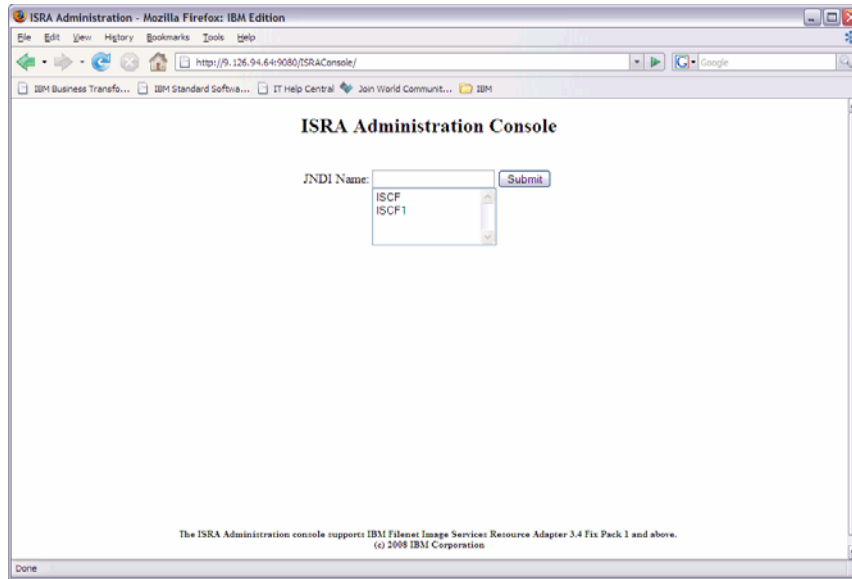 ISRA Administration - Mozilla Firefox: IBM Edition
File Edit View History Bookmarks Tools Help
http://9.126.94.64:9080/ISRAConsole/
Google
IBM Business Transfo... IBM Standard Softwa... IT Help Central Join World Communit... IBM
ISRA Administration Console
JNDI Name: Submit
ISCF
ISCF1
The ISRA Administration console supports IBM Filenet Image Services Resource Adapter 3.4 Fix Pack 1 and above.
(c) 2008 IBM Corporation
Done